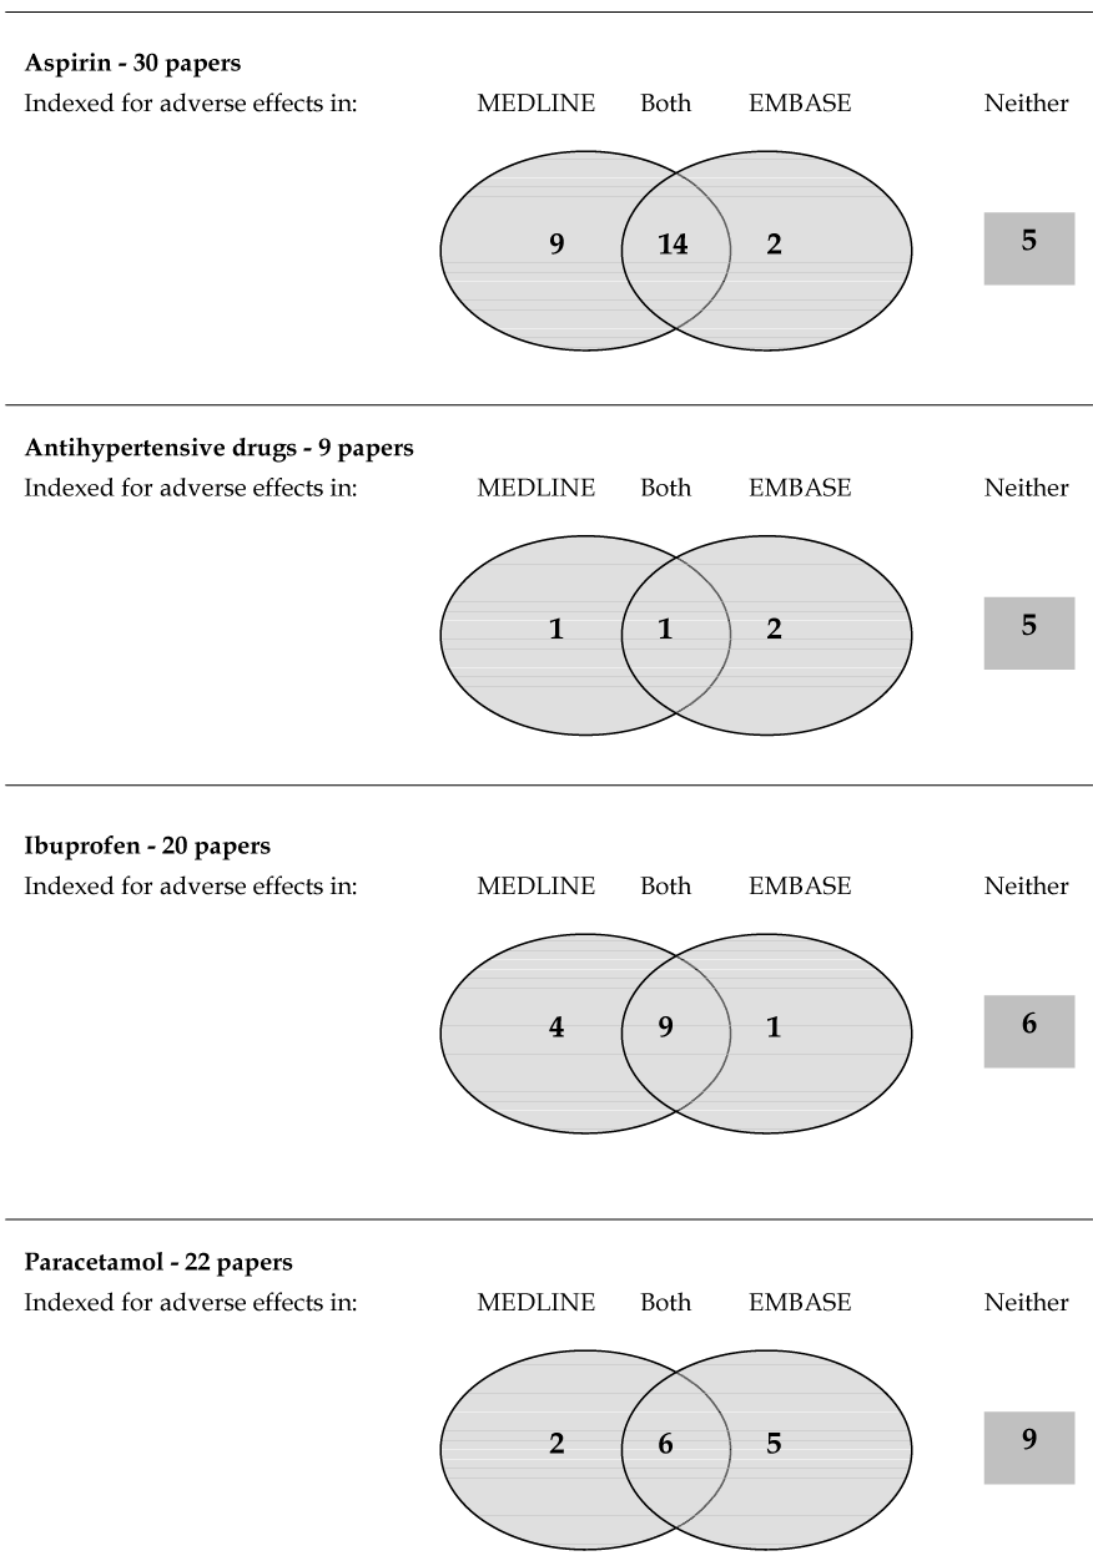 Aspirin - 30 papers
Indexed for adverse effects in: MEDLINE Both EMBASE Neither
9 14 2 5
Antihypertensive drugs - 9 papers
Indexed for adverse effects in: MEDLINE Both EMBASE Neither
1 1 2 5
Ibuprofen - 20 papers
Indexed for adverse effects in: MEDLINE Both EMBASE Neither
4 9 1 6
Paracetamol - 22 papers
Indexed for adverse effects in: MEDLINE Both EMBASE Neither
2 6 5 9